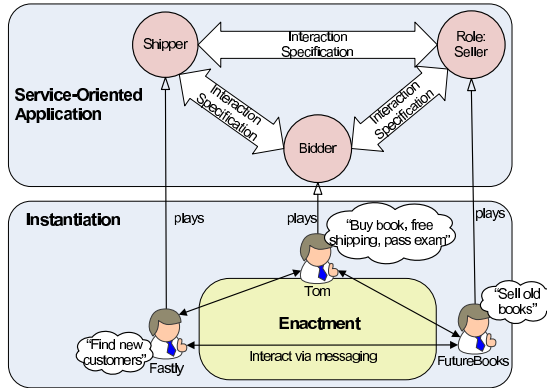 Shipper
Interaction
Specification
Role:
Seller
Service-Oriented
Application
Interaction
Specification
Interaction
Specification
Bidder
Instantiation
plays
plays
plays
“Buy book, free
shipping, pass exam”
Tom
“Sell old
books”
Enactment
“Find new
customers”
Interact via messaging
Fastly
FutureBooks